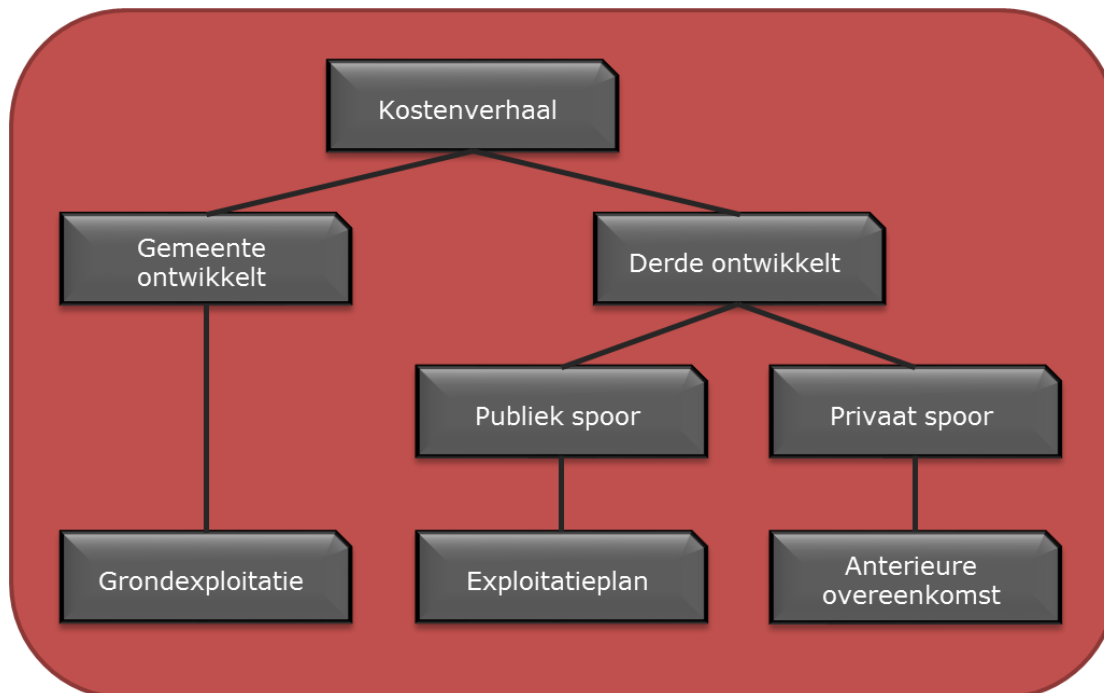 Kostenverhaal
Gemeente
ontwikkelt
Derde ontwikkelt
Publiek spoor
Privaat spoor
Grondexploitatie
Exploitatieplan
Anterieure
overeenkomst